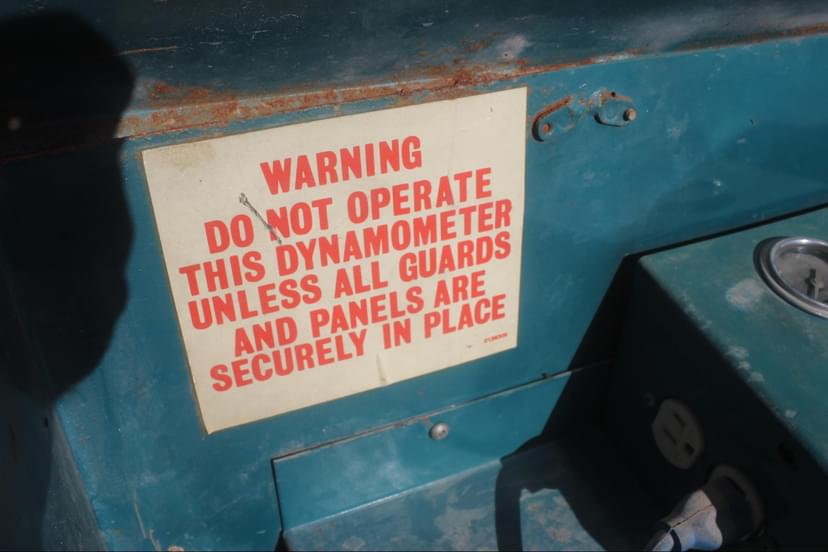 WARNING
DO NOT OPERATE
THIS DYNAMOMETER
UNLESS ALL GUARDS
AND PANELS ARE
SECURELY IN PLACE